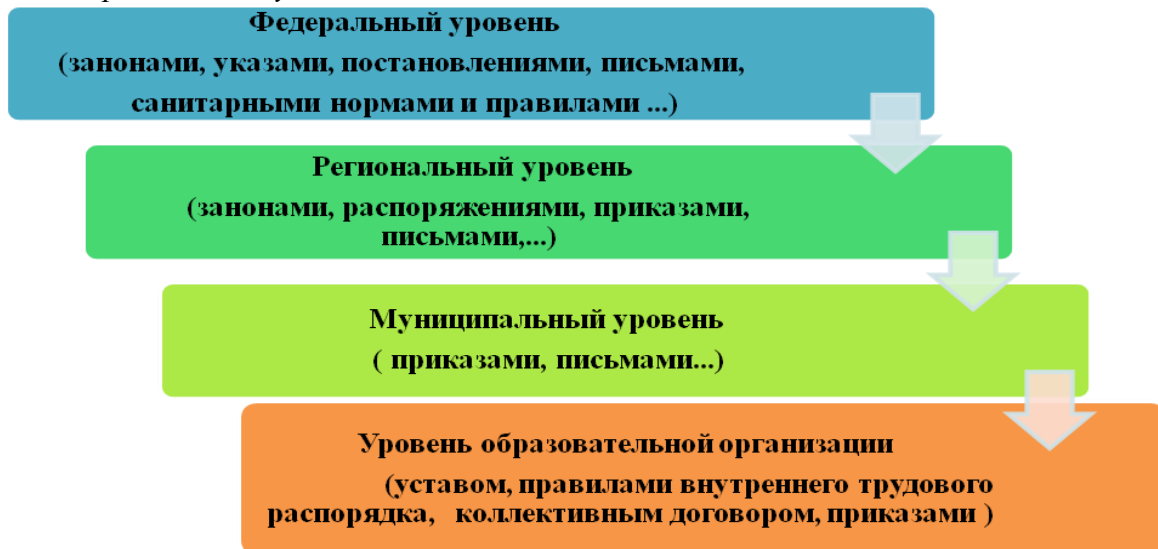 Федеральный уровень
(занонами, указами, постановлениями, письмами,
санитарными нормами и правилами ...)
Региональный уровень
(занонами, распоряжениями, приказами,
письмами,...)
Муниципальный уровень
( приказами, письмами...)
Уровень образовательной организации
(уставом, правилами внутреннего трудового
распорядка, коллективным договором, приказами )